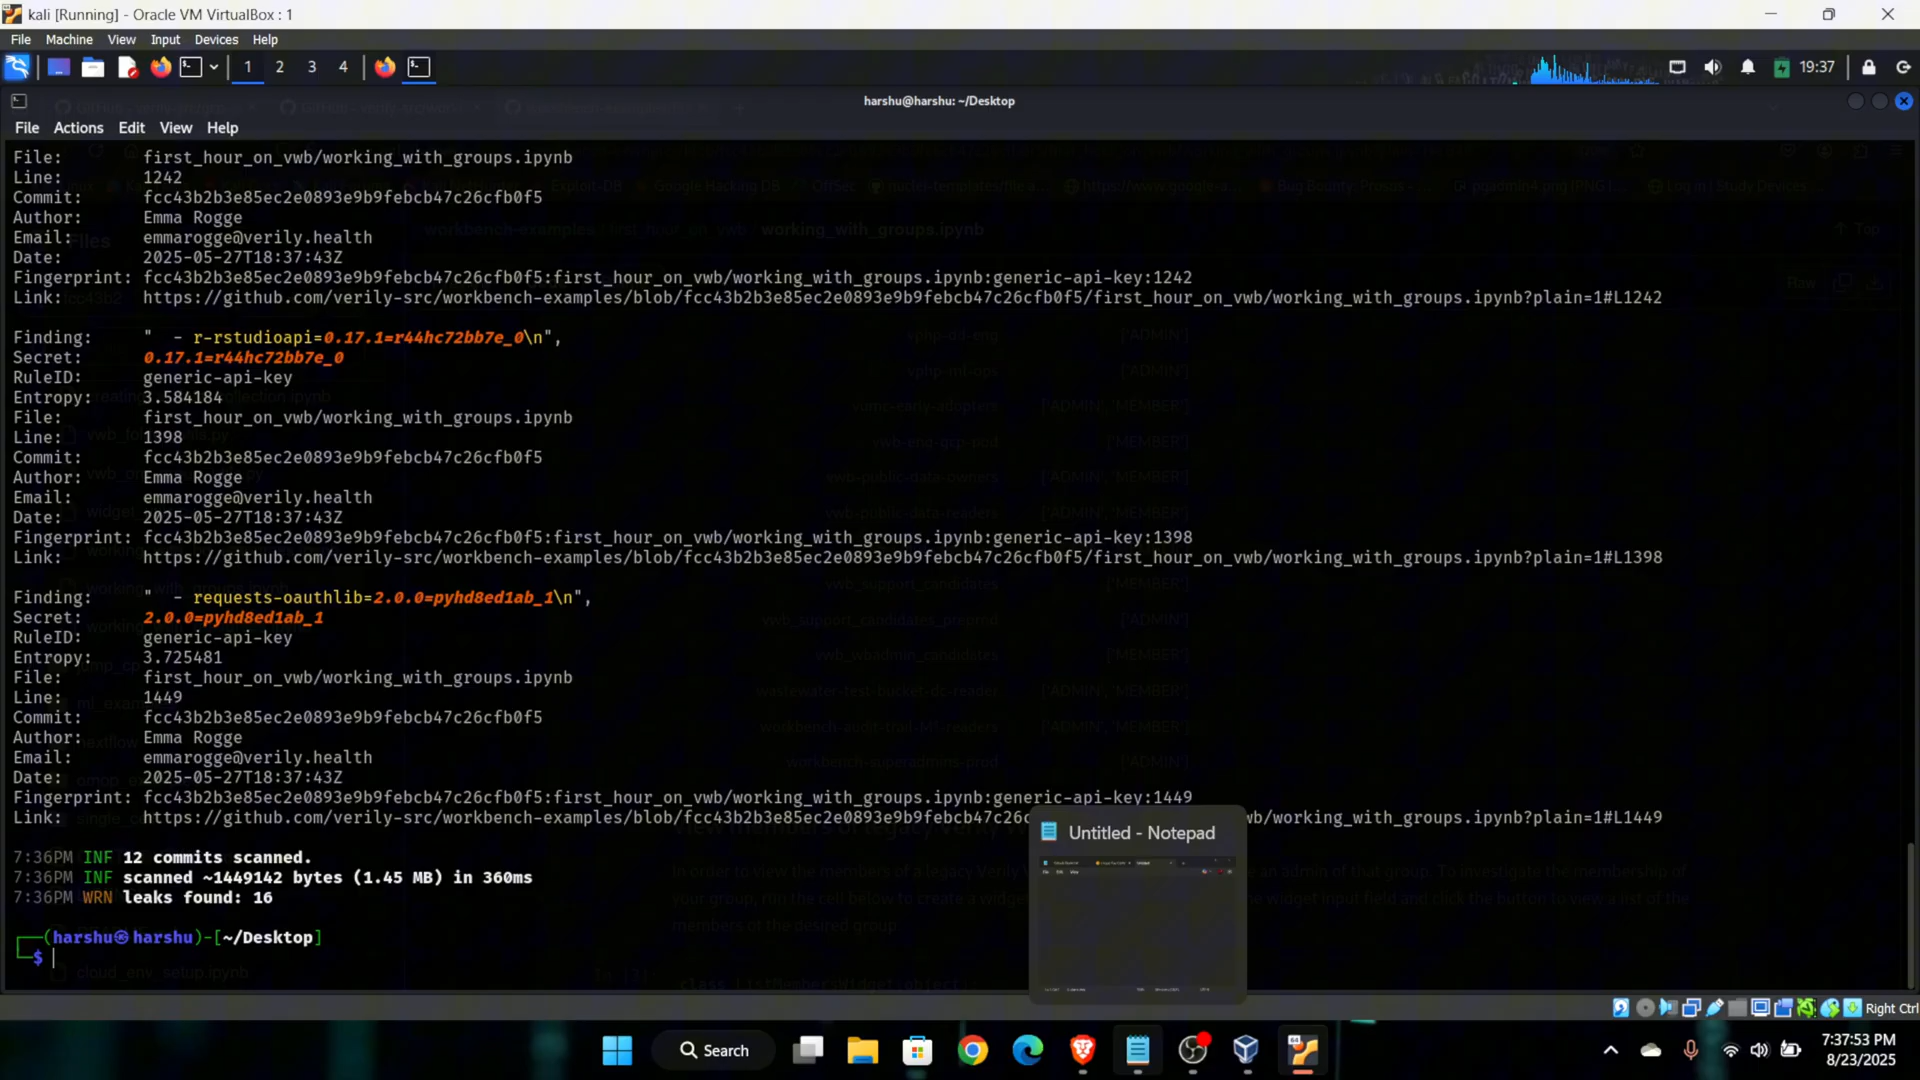 kali [Running] - Oracle VM VirtualBox : 1
File Machine View Input Devices Help
1 2 3 4 19:37
harshu@harshu: ~/Desktop
File Actions Edit View Help
File: first_hour_on_vwb/working_with_groups.ipynb
Line: 1242
Commit: fcc43b2b3e85ec2e0893e9b9febcb47c26cfb0f5
Author: Emma Rogge
Email: emmarogge@verily.health
Date: 2025-05-27T18:37:43Z
Fingerprint: fcc43b2b3e85ec2e0893e9b9febcb47c26cfb0f5:first_hour_on_vwb/working_with_groups.ipynb:generic-api-key:1242
Link: https://github.com/verily-src/workbench-examples/blob/fcc43b2b3e85ec2e0893e9b9febcb47c26cfb0f5/first_hour_on_vwb/working_with_groups.ipynb?plain=1#L1242
Finding: "  - r-rstudioapi=0.17.1=r44hc72bb7e_0\n",
Secret: 0.17.1=r44hc72bb7e_0
RuleID: generic-api-key
Entropy: 3.584184
File: first_hour_on_vwb/working_with_groups.ipynb
Line: 1398
Commit: fcc43b2b3e85ec2e0893e9b9febcb47c26cfb0f5
Author: Emma Rogge
Email: emmarogge@verily.health
Date: 2025-05-27T18:37:43Z
Fingerprint: fcc43b2b3e85ec2e0893e9b9febcb47c26cfb0f5:first_hour_on_vwb/working_with_groups.ipynb:generic-api-key:1398
Link: https://github.com/verily-src/workbench-examples/blob/fcc43b2b3e85ec2e0893e9b9febcb47c26cfb0f5/first_hour_on_vwb/working_with_groups.ipynb?plain=1#L1398
Finding: "  - requests-oauthlib=2.0.0=pyhd8ed1ab_1\n",
Secret: 2.0.0=pyhd8ed1ab_1
RuleID: generic-api-key
Entropy: 3.725481
File: first_hour_on_vwb/working_with_groups.ipynb
Line: 1449
Commit: fcc43b2b3e85ec2e0893e9b9febcb47c26cfb0f5
Author: Emma Rogge
Email: emmarogge@verily.health
Date: 2025-05-27T18:37:43Z
Fingerprint: fcc43b2b3e85ec2e0893e9b9febcb47c26cfb0f5:first_hour_on_vwb/working_with_groups.ipynb:generic-api-key:1449
Link: https://github.com/verily-src/workbench-examples/blob/fcc43b2b3e85ec2e0893e9b9febcb47c26cfb0 wb/working_with_groups.ipynb?plain=1#L1449
Untitled - Notepad
7:36PM INF 12 commits scanned.
7:36PM INF scanned ~1449142 bytes (1.45 MB) in 360ms
7:36PM WRN leaks found: 16
(harshu㉿harshu)-[~/Desktop]
$
Right Ctrl
Search
7:37:53 PM
8/23/2025